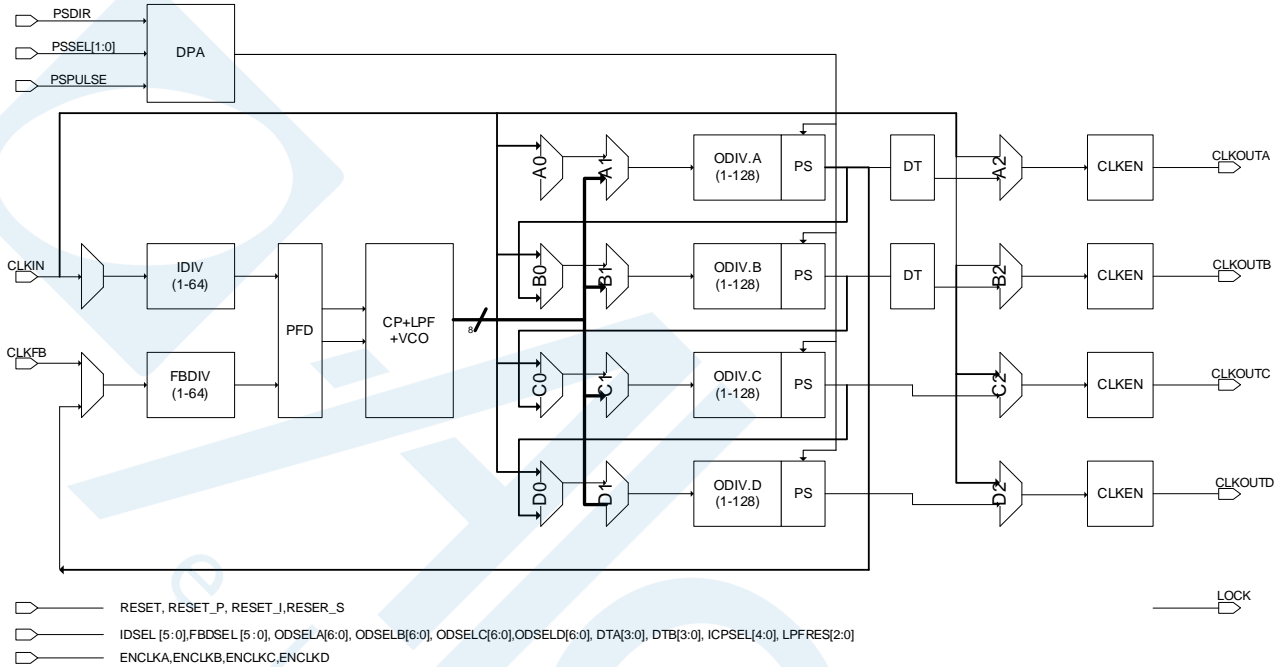 PSDIR
PSSEL[1:0]
PSPULSE
DPA
A0
A1
ODIV.A
(1-128)
PS
DT
A2
CLKEN
CLKOUTA
CLKIN
IDIV
(1-64)
B0
B1
ODIV.B
(1-128)
PS
DT
B2
CLKEN
CLKOUTB
PFD
CP+LPF
+VCO
8
CLKFB
FBDIV
(1-64)
C0
C1
ODIV.C
(1-128)
PS
C2
CLKEN
CLKOUTC
D0
D1
ODIV.D
(1-128)
PS
D2
CLKEN
CLKOUTD
RESET, RESET_P, RESET_I,RESER_S
LOCK
IDSEL [5:0],FBDSEL [5:0], ODSELA[6:0], ODSELB[6:0], ODSELC[6:0],ODSELD[6:0], DTA[3:0], DTB[3:0], ICPSEL[4:0], LPFRES[2:0]
ENCLKA,ENCLKB,ENCLKC,ENCLKD